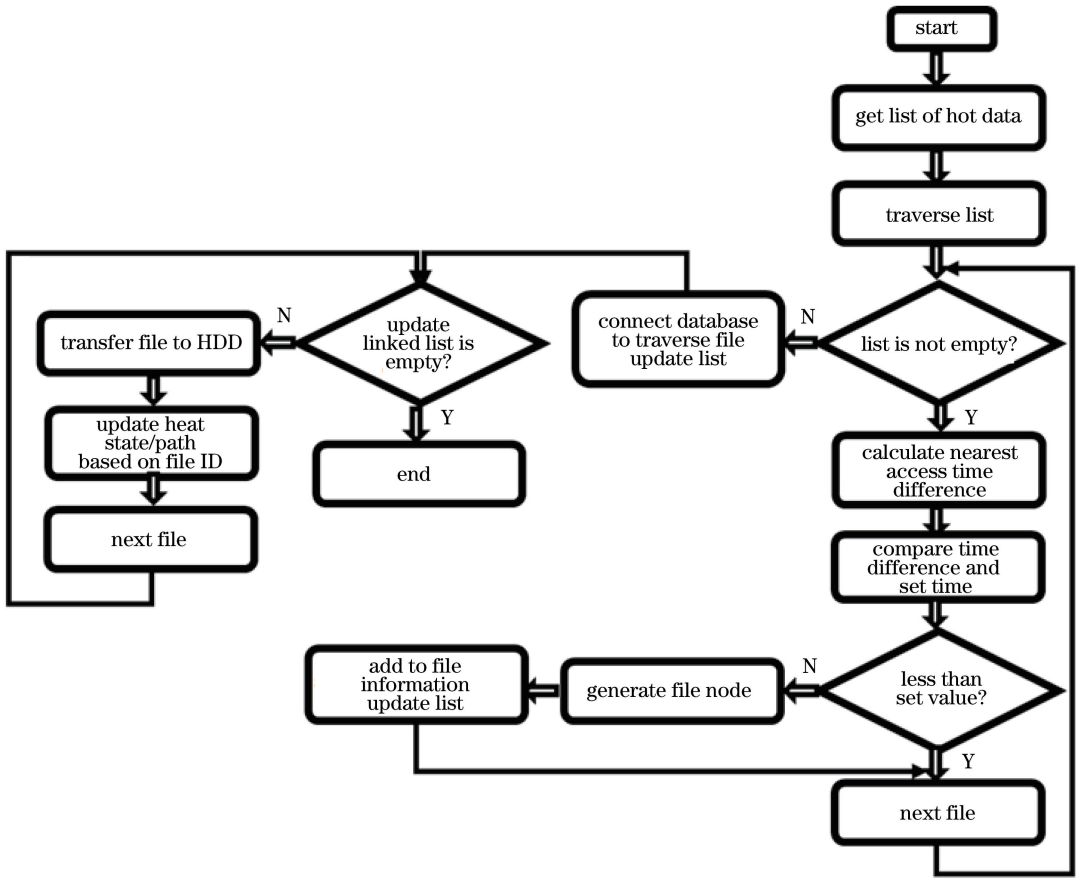 start
get list of hot data
traverse list
list is not empty?
N
Y
connect database
to traverse file
update list
update
linked list is
empty?
N
Y
transfer file to HDD
update heat
state/path
based on file ID
next file
end
calculate nearest
access time
difference
compare time
difference and
set time
less than
set value?
N
Y
generate file node
add to file
information
update list
next file